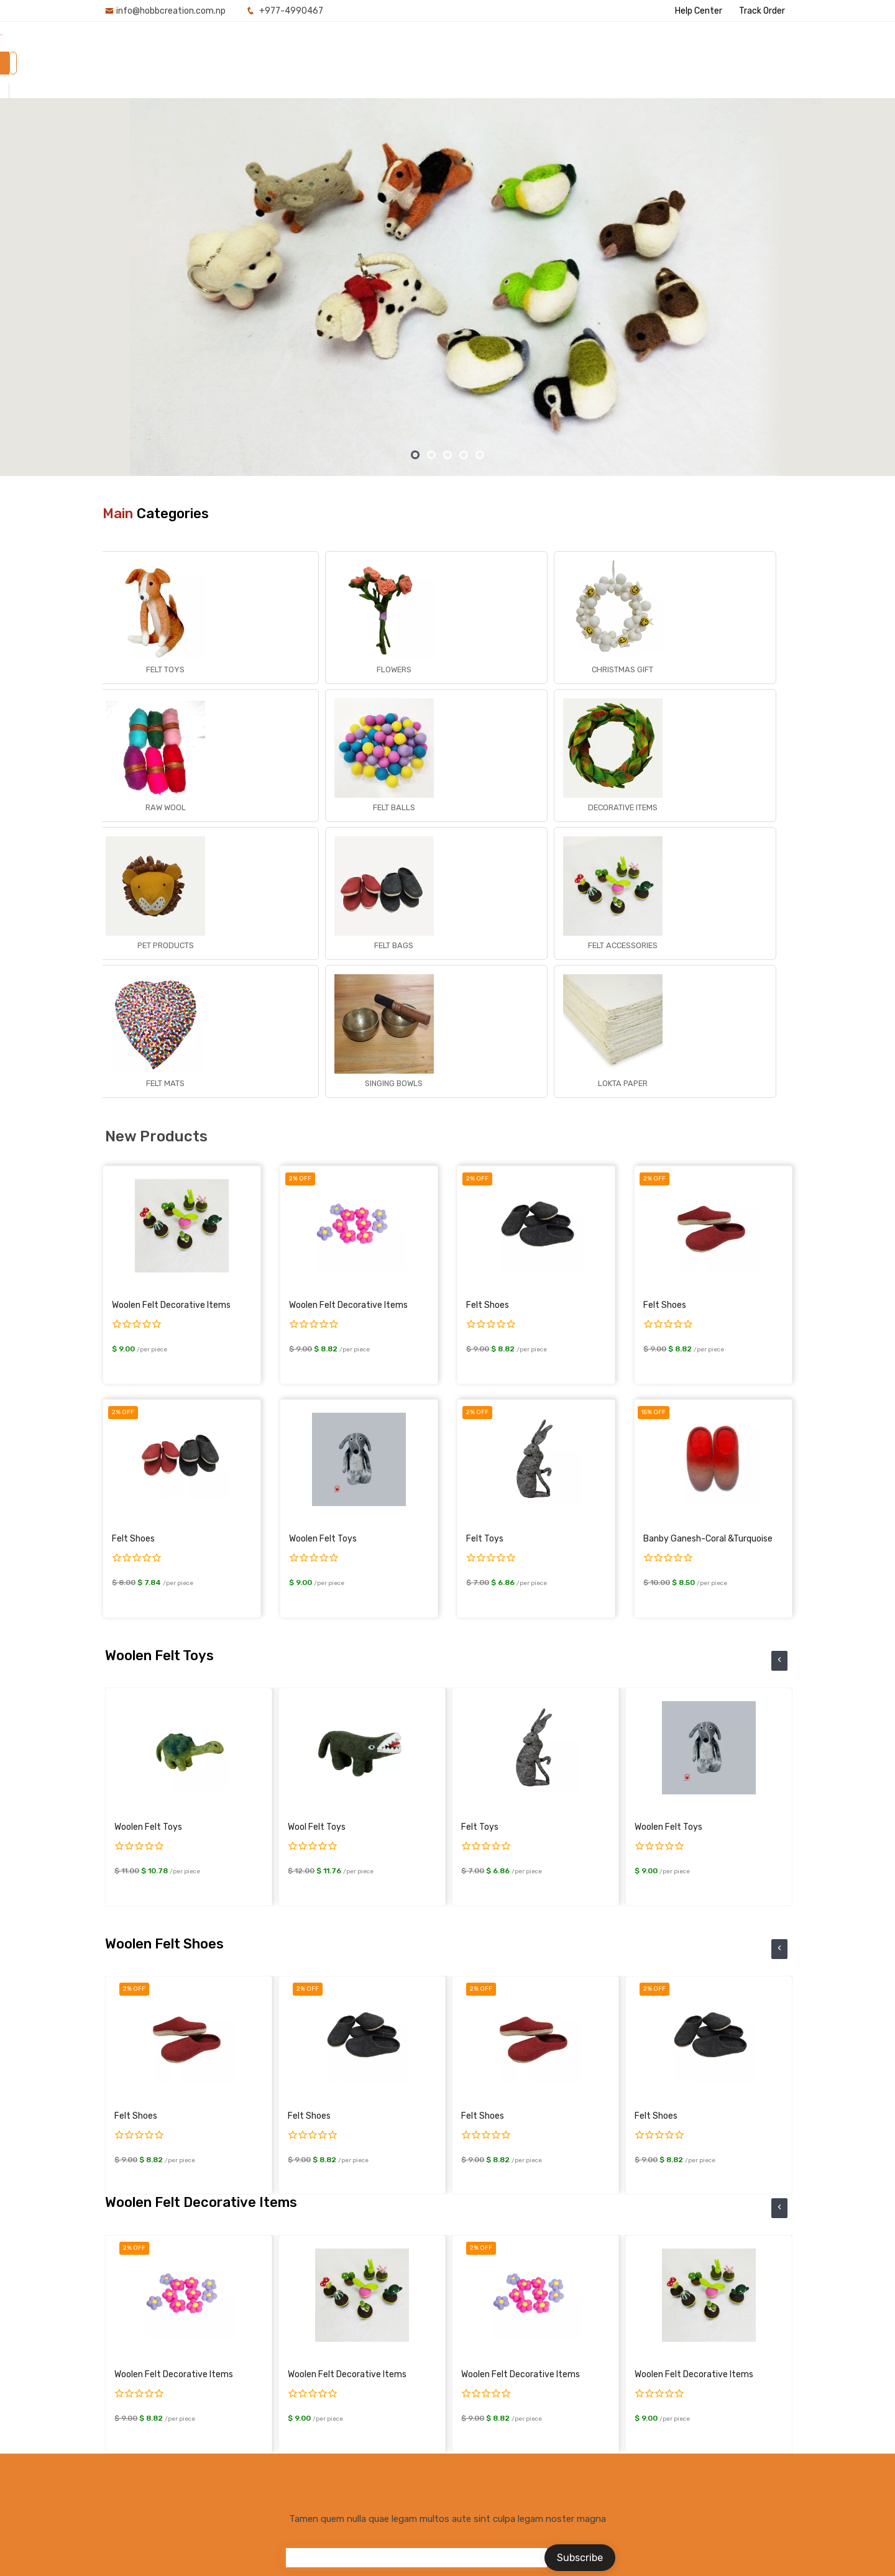 info@hobbcreation.com.np +977-4990467 Help Center Track Order
Main Categories
FELT TOYS FLOWERS CHRISTMAS GIFT
RAW WOOL FELT BALLS DECORATIVE ITEMS
PET PRODUCTS FELT BAGS FELT ACCESSORIES
FELT MATS SINGING BOWLS LOKTA PAPER
New Products
2% OFF 2% OFF 2% OFF
Woolen Felt Decorative Items Woolen Felt Decorative Items Felt Shoes Felt Shoes
$ 9.00 /per piece $ 9.00 $ 8.82 /per piece $ 9.00 $ 8.82 /per piece $ 9.00 $ 8.82 /per piece
2% OFF 2% OFF 15% OFF
Felt Shoes Woolen Felt Toys Felt Toys Banby Ganesh-Coral &Turquoise
$ 8.00 $ 7.84 /per piece $ 9.00 /per piece $ 7.00 $ 6.86 /per piece $ 10.00 $ 8.50 /per piece
Woolen Felt Toys
Woolen Felt Toys Wool Felt Toys Felt Toys Woolen Felt Toys
$ 11.00 $ 10.78 /per piece $ 12.00 $ 11.76 /per piece $ 7.00 $ 6.86 /per piece $ 9.00 /per piece
Woolen Felt Shoes
2% OFF 2% OFF 2% OFF 2% OFF
Felt Shoes Felt Shoes Felt Shoes Felt Shoes
$ 9.00 $ 8.82 /per piece $ 9.00 $ 8.82 /per piece $ 9.00 $ 8.82 /per piece $ 9.00 $ 8.82 /per piece
Woolen Felt Decorative Items
2% OFF 2% OFF
Woolen Felt Decorative Items Woolen Felt Decorative Items Woolen Felt Decorative Items Woolen Felt Decorative Items
$ 9.00 $ 8.82 /per piece $ 9.00 /per piece $ 9.00 $ 8.82 /per piece $ 9.00 /per piece
Tamen quem nulla quae legam multos aute sint culpa legam noster magna
Subscribe